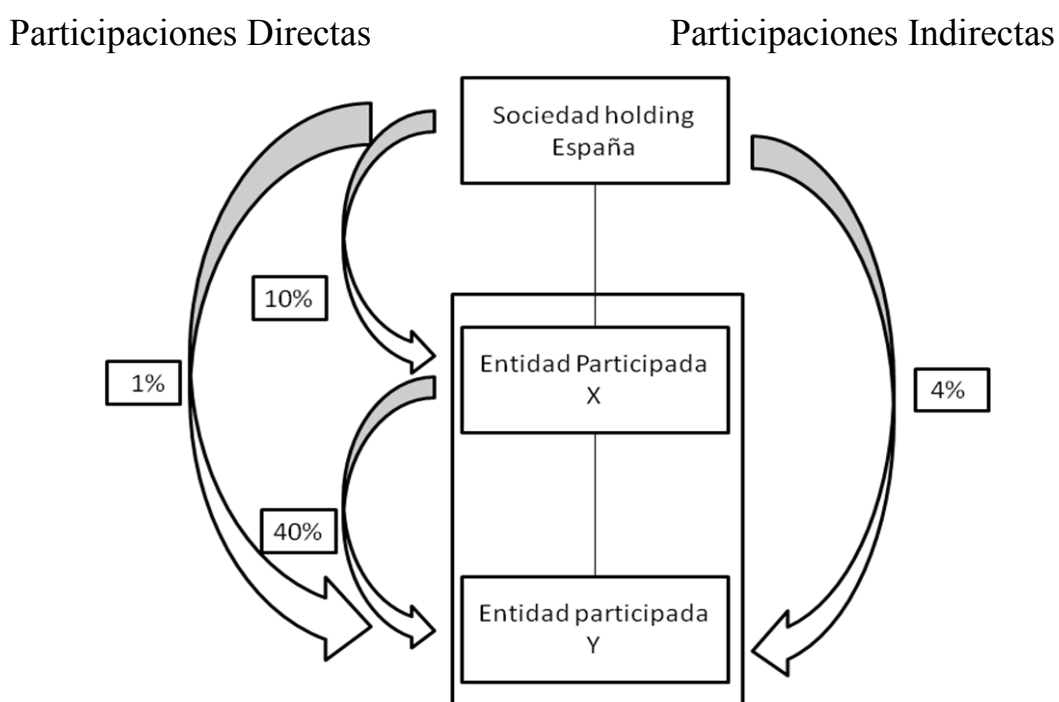 Participaciones Directas
Participaciones Indirectas
Sociedad holding
España
10%
Entidad Participada
X
1%
4%
40%
Entidad participada
Y